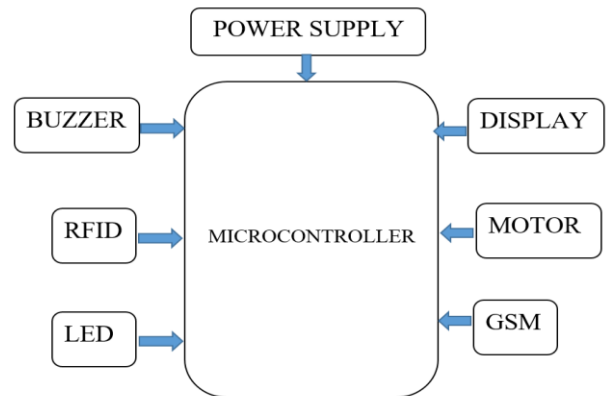 POWER SUPPLY
BUZZER
DISPLAY
RFID
MICROCONTROLLER
MOTOR
LED
GSM